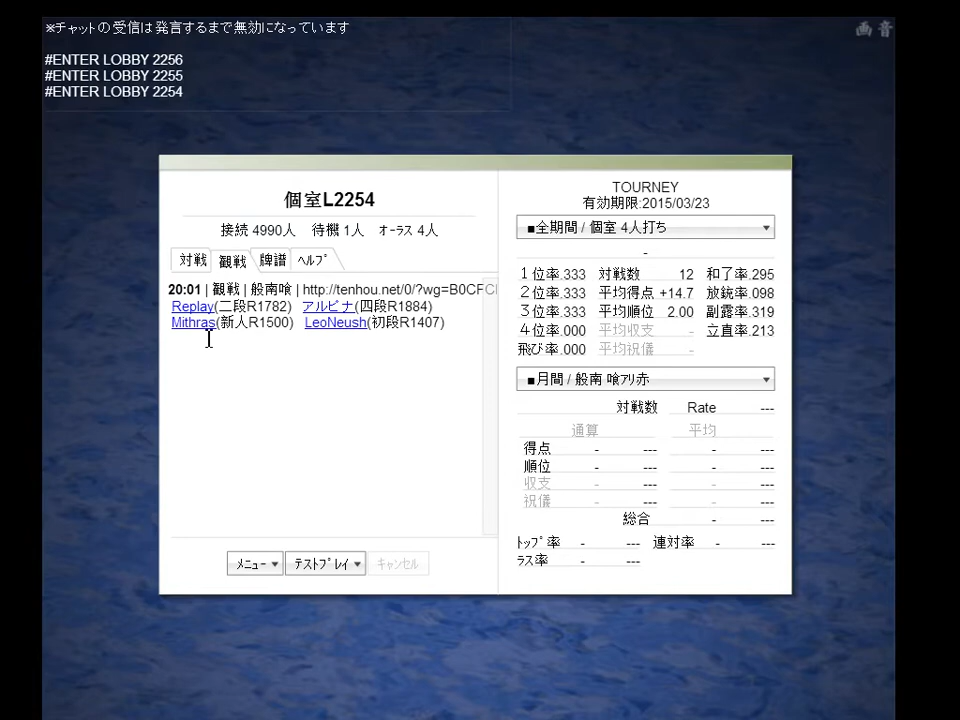 ※チャットの受信は発言するまで無効になっています
画 音
#ENTER LOBBY 2256
#ENTER LOBBY 2255
#ENTER LOBBY 2254
個室L2254
接続 4990人 待機 1人 オーラス 4人
対戦 観戦 牌譜 ヘルプ
20:01 | 観戦 | 般南喰 | http://tenhou.net/0/?wg=B0CFC
Replay(二段R1782) アルビナ(四段R1884)
Mithras(新人R1500) LeoNeush(初段R1407)
メニュー テストプレイ キャンセル
TOURNEY
有効期限:2015/03/23
■全期間 / 個室 4人打ち
-
1位率.333 対戦数 12 和了率.295
2位率.333 平均得点 +14.7 放銃率.098
3位率.333 平均順位 2.00 副露率.319
4位率.000 平均収支 - 立直率.213
飛び率.000 平均祝儀 -
■月間 / 般南 喰アリ赤
対戦数 Rate ---
通算 平均
得点 - --- - ---
順位 - --- - ---
収支 - --- - ---
祝儀 - --- - ---
総合 - ---
トップ率 - --- 連対率 - ---
ラス率 - ---